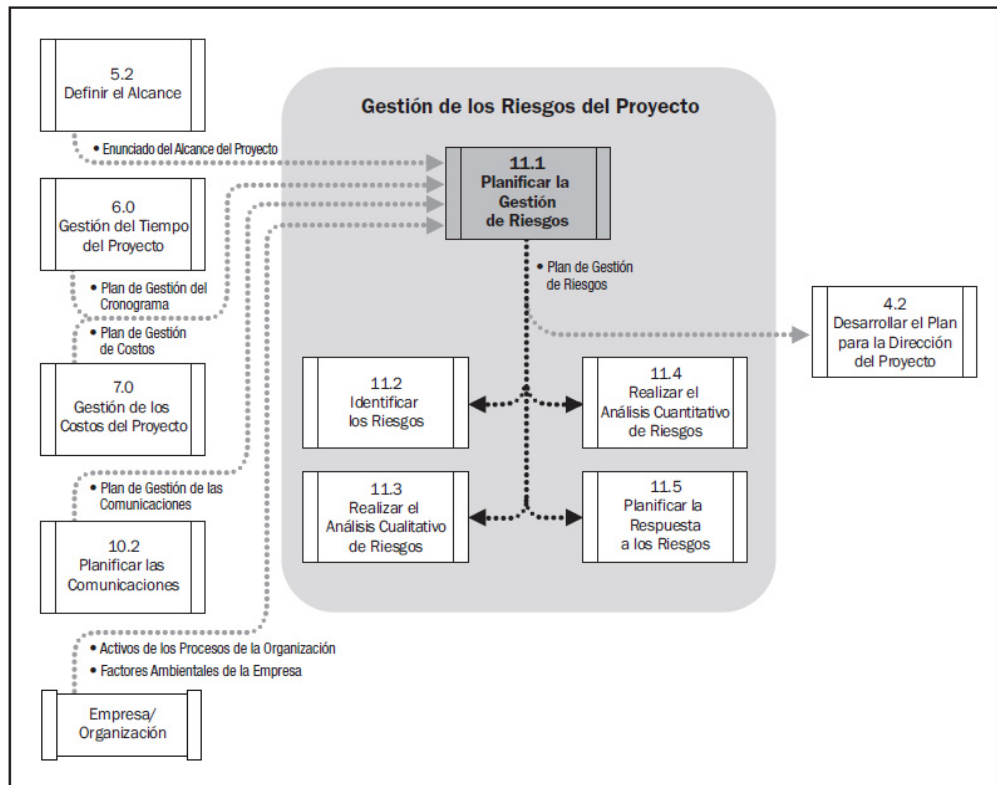 5.2
Definir el Alcance
• Enunciado del Alcance del Proyecto
Gestión de los Riesgos del Proyecto
11.1
Planificar la
Gestión
de Riesgos
6.0
Gestión del Tiempo
del Proyecto
• Plan de Gestión del
Cronograma
• Plan de Gestión
de Costos
• Plan de Gestión
de Riesgos
4.2
Desarrollar el Plan
para la Dirección
del Proyecto
7.0
Gestión de los
Costos del Proyecto
11.2
Identificar
los Riesgos
11.4
Realizar el
Análisis Cuantitativo
de Riesgos
• Plan de Gestión de las
Comunicaciones
11.3
Realizar el
Análisis Cualitativo
de Riesgos
11.5
Planificar la
Respuesta
a los Riesgos
10.2
Planificar las
Comunicaciones
• Activos de los Procesos de la Organización
• Factores Ambientales de la Empresa
Empresa/
Organización